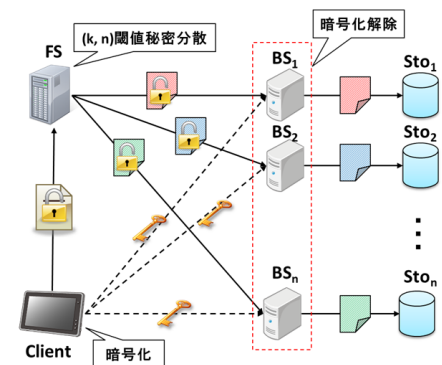 (k, n)閾値秘密分散
暗号化解除
FS
BS₁
Sto₁
BS₂
Sto₂
BSₙ
Stoₙ
Client
暗号化